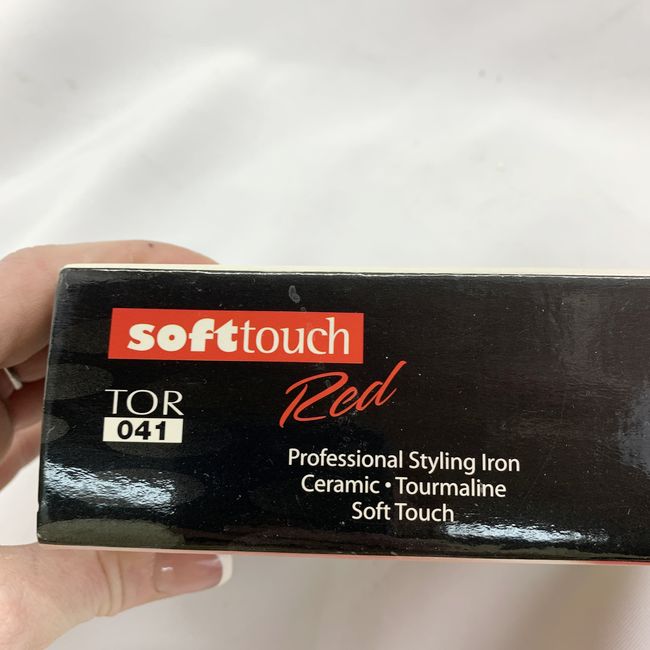 softtouch
Red
TOR
041
Professional Styling Iron
Ceramic • Tourmaline
Soft Touch